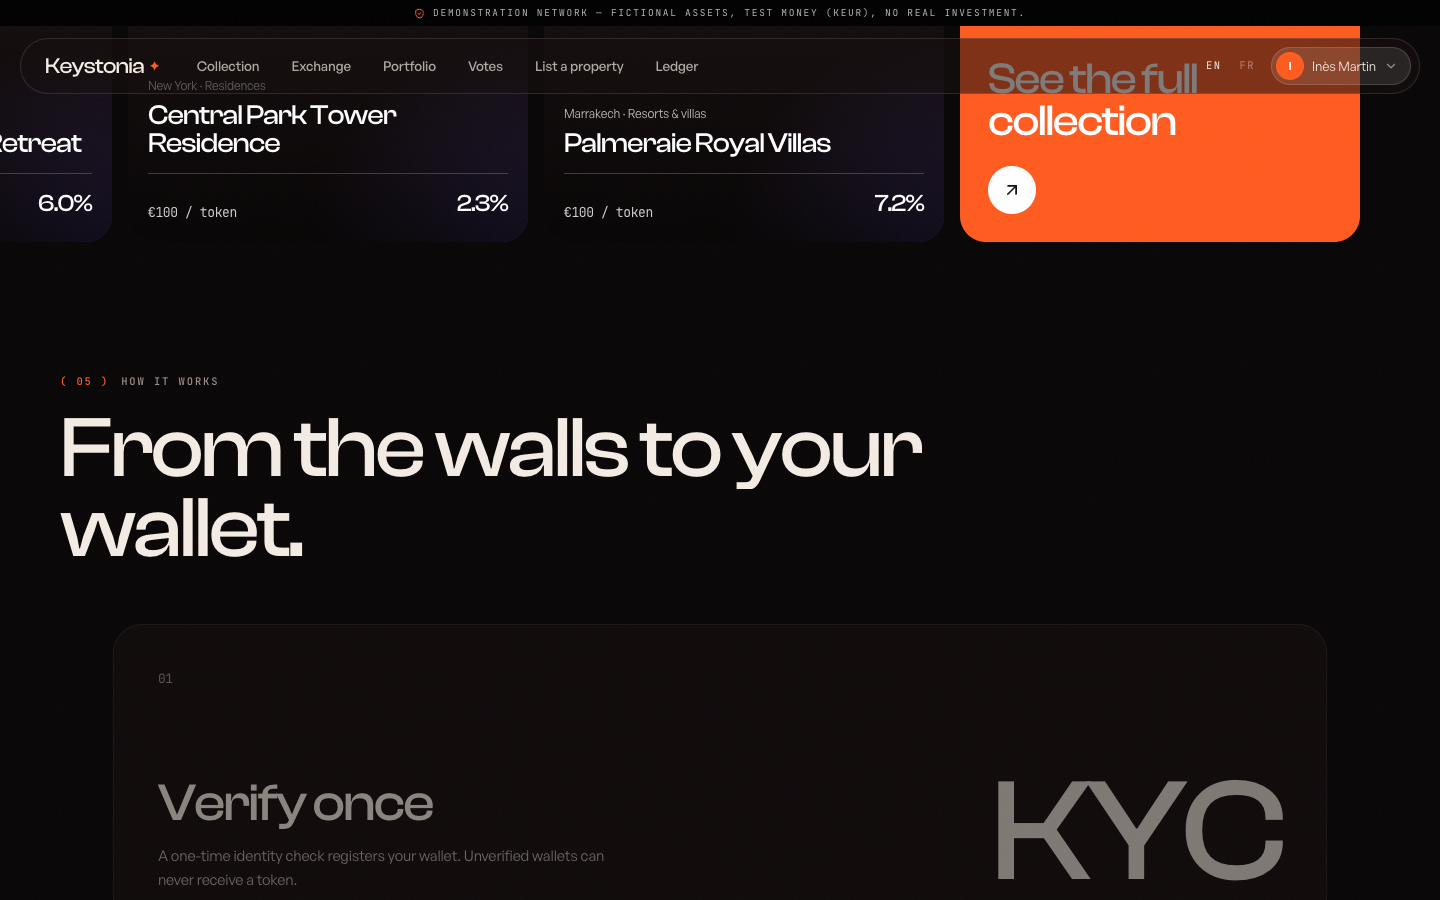 DEMONSTRATION NETWORK — FICTIONAL ASSETS, TEST MONEY (KEUR), NO REAL INVESTMENT.
Keystonia
Collection
Exchange
Portfolio
Votes
List a property
Ledger
EN
FR
I
Inès Martin
etreat
6.0%
New York · Residences
Central Park Tower
Residence
€100 / token
2.3%
Marrakech · Resorts & villas
Palmeraie Royal Villas
€100 / token
7.2%
See the full
collection
( 05 ) HOW IT WORKS
From the walls to your
wallet.
01
Verify once
A one-time identity check registers your wallet. Unverified wallets can
never receive a token.
KYC